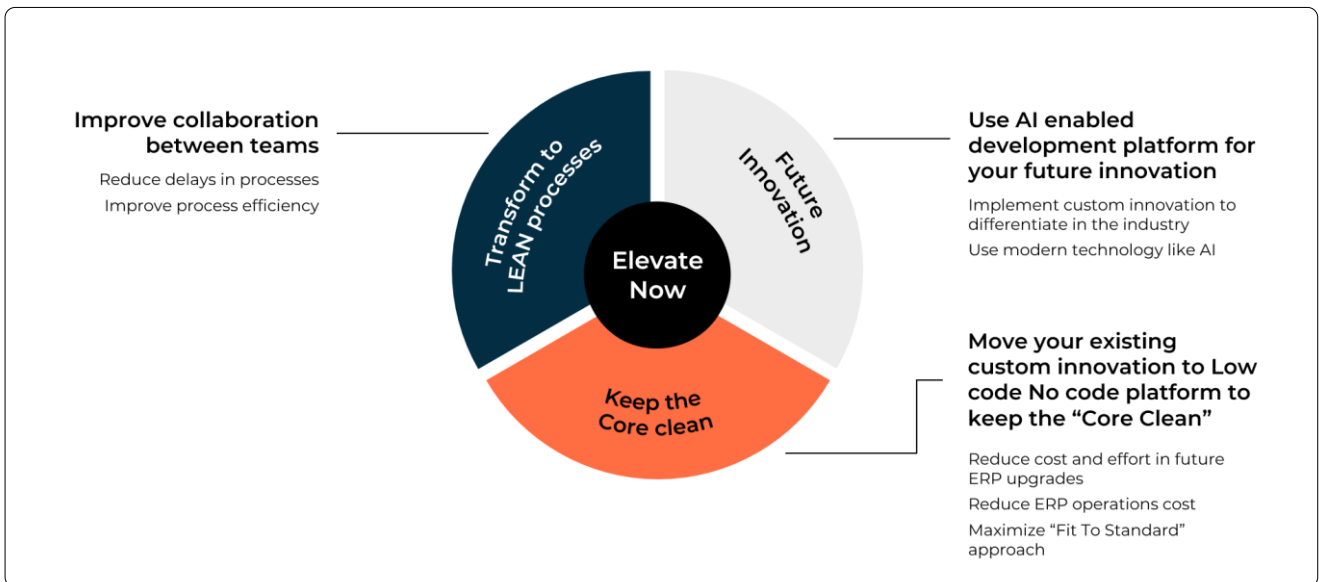 Improve collaboration
between teams
Reduce delays in processes
Improve process efficiency
Transform to
LEAN processes
Future
Innovation
Elevate
Now
Keep the
Core clean
Use AI enabled
development platform for
your future innovation
Implement custom innovation to
differentiate in the industry
Use modern technology like AI
Move your existing
custom innovation to Low
code No code platform to
keep the “Core Clean”
Reduce cost and effort in future
ERP upgrades
Reduce ERP operations cost
Maximize “Fit To Standard”
approach